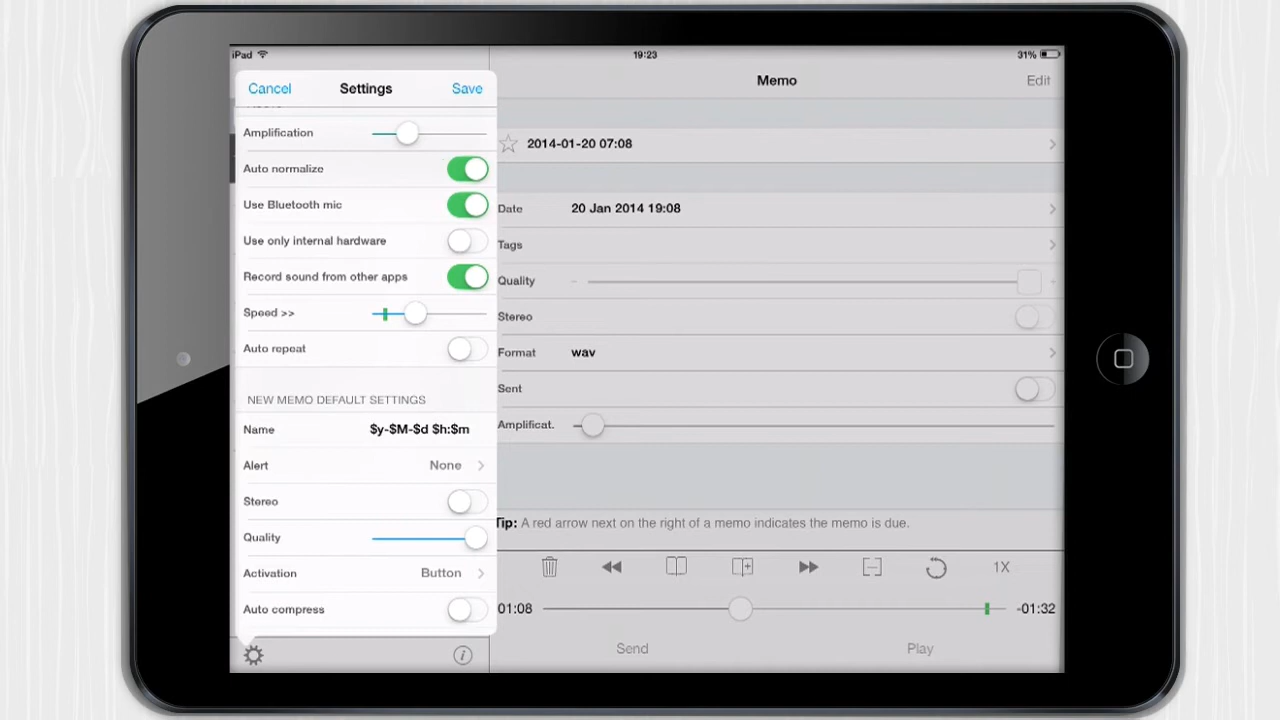 iPad 19:23 31%
Cancel Settings Save
Memo Edit
Amplification
Auto normalize
Use Bluetooth mic
Use only internal hardware
Record sound from other apps
Speed >>
Auto repeat
NEW MEMO DEFAULT SETTINGS
Name $y-$M-$d $h:$m
Alert None
Stereo
Quality
Activation Button
Auto compress
2014-01-20 07:08
Date 20 Jan 2014 19:08
Tags
Quality
Stereo
Format wav
Sent
Amplificat.
Tip: A red arrow next on the right of a memo indicates the memo is due.
1X
01:08 -01:32
Send Play